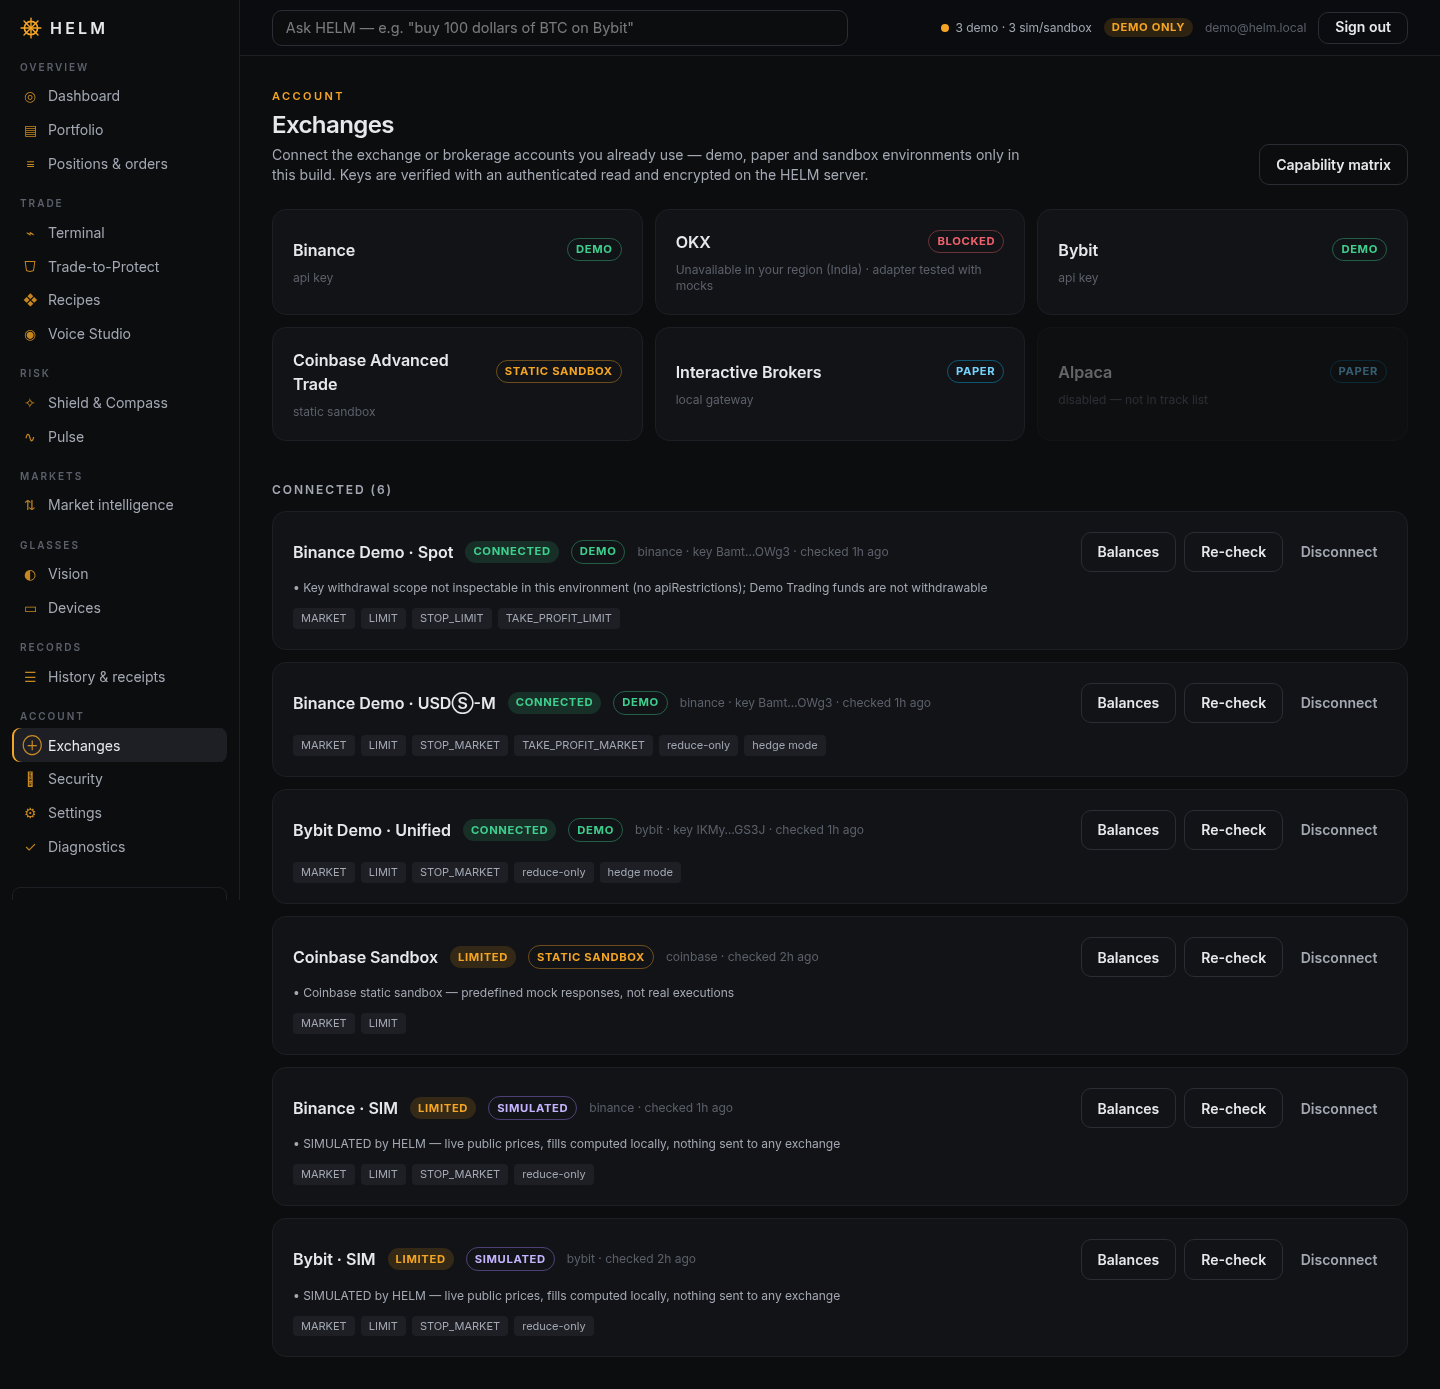 HELM
OVERVIEW
Dashboard
Portfolio
Positions & orders
TRADE
Terminal
Trade-to-Protect
Recipes
Voice Studio
RISK
Shield & Compass
Pulse
MARKETS
Market intelligence
GLASSES
Vision
Devices
RECORDS
History & receipts
ACCOUNT
Exchanges
Security
Settings
Diagnostics
Ask HELM — e.g. "buy 100 dollars of BTC on Bybit"
3 demo · 3 sim/sandbox DEMO ONLY demo@helm.local Sign out
ACCOUNT
Exchanges
Connect the exchange or brokerage accounts you already use — demo, paper and sandbox environments only in
this build. Keys are verified with an authenticated read and encrypted on the HELM server.
Capability matrix
Binance DEMO
api key
OKX BLOCKED
Unavailable in your region (India) · adapter tested with
mocks
Bybit DEMO
api key
Coinbase Advanced
Trade
STATIC SANDBOX
static sandbox
Interactive Brokers PAPER
local gateway
Alpaca PAPER
disabled — not in track list
CONNECTED (6)
Binance Demo · Spot CONNECTED DEMO binance · key Bamt…OWg3 · checked 1h ago Balances Re-check Disconnect
• Key withdrawal scope not inspectable in this environment (no apiRestrictions); Demo Trading funds are not withdrawable
MARKET LIMIT STOP_LIMIT TAKE_PROFIT_LIMIT
Binance Demo · USDⓈ-M CONNECTED DEMO binance · key Bamt…OWg3 · checked 1h ago Balances Re-check Disconnect
MARKET LIMIT STOP_MARKET TAKE_PROFIT_MARKET reduce-only hedge mode
Bybit Demo · Unified CONNECTED DEMO bybit · key IKMy…GS3J · checked 1h ago Balances Re-check Disconnect
MARKET LIMIT STOP_MARKET reduce-only hedge mode
Coinbase Sandbox LIMITED STATIC SANDBOX coinbase · checked 2h ago Balances Re-check Disconnect
• Coinbase static sandbox — predefined mock responses, not real executions
MARKET LIMIT
Binance · SIM LIMITED SIMULATED binance · checked 1h ago Balances Re-check Disconnect
• SIMULATED by HELM — live public prices, fills computed locally, nothing sent to any exchange
MARKET LIMIT STOP_MARKET reduce-only
Bybit · SIM LIMITED SIMULATED bybit · checked 2h ago Balances Re-check Disconnect
• SIMULATED by HELM — live public prices, fills computed locally, nothing sent to any exchange
MARKET LIMIT STOP_MARKET reduce-only